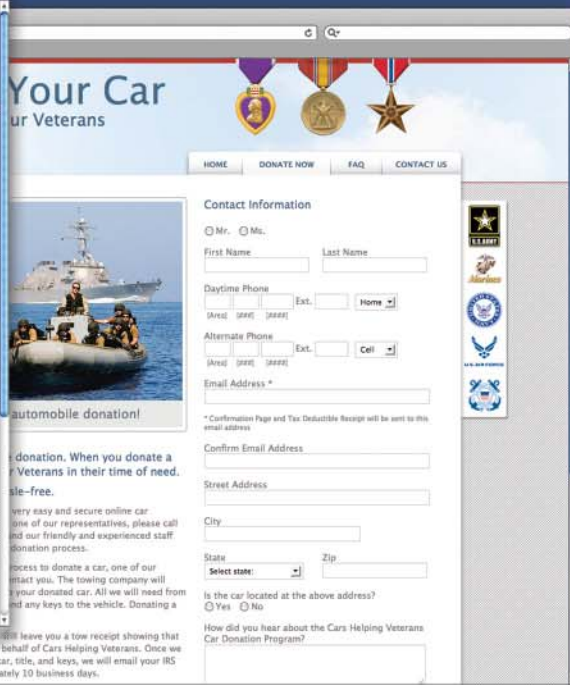 Your Car
ur Veterans
HOME
DONATE NOW
FAQ
CONTACT US
Contact Information
Mr.
Ms.
First Name
Last Name
Daytime Phone
Ext.
Home
[Area] [###] [####]
Alternate Phone
Ext.
Cell
[Area] [###] [####]
Email Address *
* Confirmation Page and Tax Deductible Receipt will be sent to this
email address
Confirm Email Address
Street Address
City
State
Zip
Select state:
Is the car located at the above address?
Yes
No
How did you hear about the Cars Helping Veterans
Car Donation Program?
U.S.ARMY
Marines
U.S. AIR FORCE
automobile donation!
donation. When you donate a
Veterans in their time of need.
sle-free.
very easy and secure online car
one of our representatives, please call
nd our friendly and experienced staff
donation process.
rocess to donate a car, one of our
ntact you. The towing company will
your donated car. All we will need from
nd any keys to the vehicle. Donating a
leave you a tow receipt showing that
behalf of Cars Helping Veterans. Once we
ar, title, and keys, we will email your IRS
ately 10 business days.